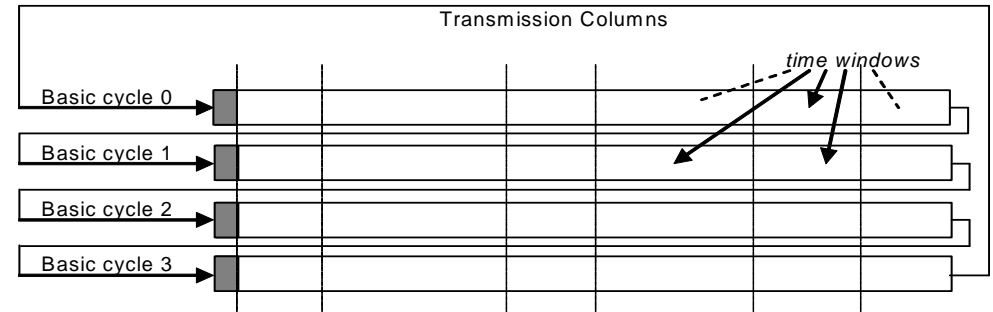 Transmission Columns
time windows
Basic cycle 0
Basic cycle 1
Basic cycle 2
Basic cycle 3